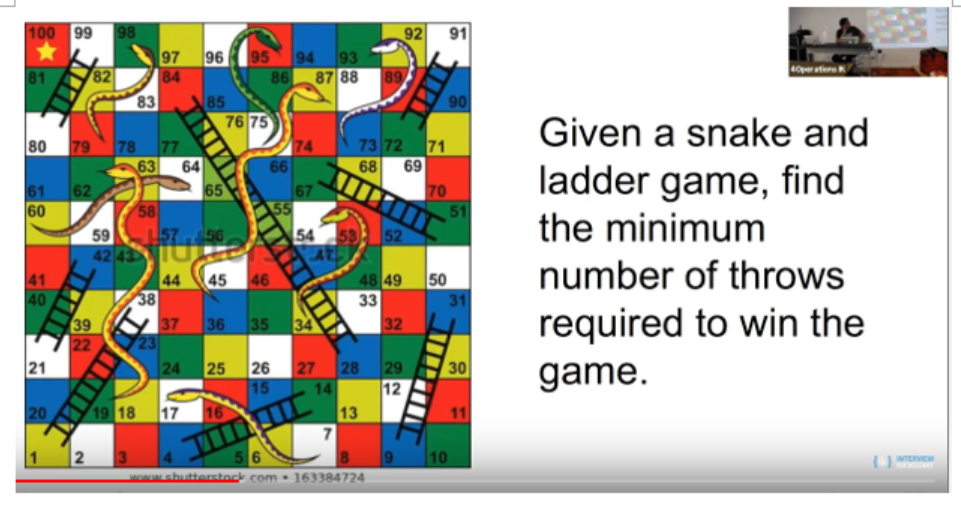 100 99 98 97 96 95 94 93 92 91
81 82 83 84 85 86 87 88 89 90
80 79 78 77 76 75 74 73 72 71
61 62 63 64 65 66 67 68 69 70
60 59 58 57 56 55 54 53 52 51
shutterstock
41 42 43 44 45 46 47 48 49 50
40 39 38 37 36 35 34 33 32 31
21 22 23 24 25 26 27 28 29 30
20 19 18 17 16 15 14 13 12 11
1 2 3 4 5 6 7 8 9 10
www.shutterstock.com • 163384724
4Operations IK
Given a snake and
ladder game, find
the minimum
number of throws
required to win the
game.
INTERVIEW
KICKSTART